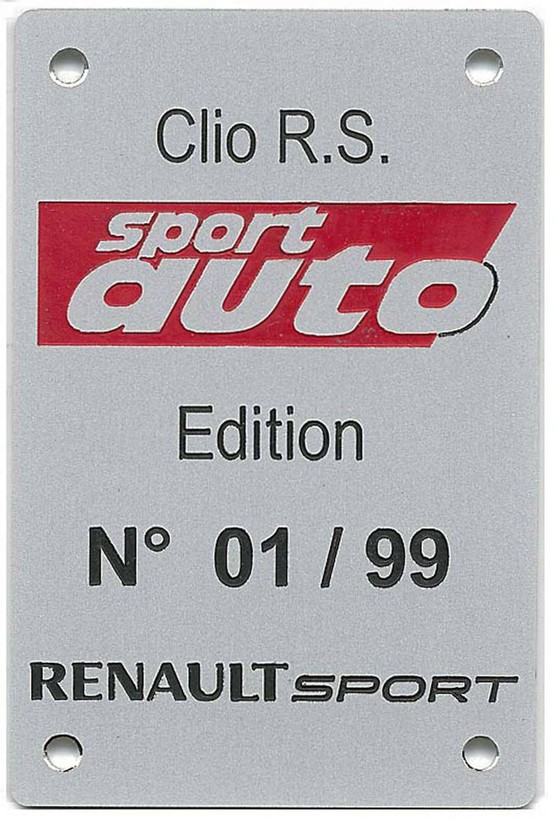 Clio R.S.
sport
auto
Edition
N° 01 / 99
RENAULT SPORT